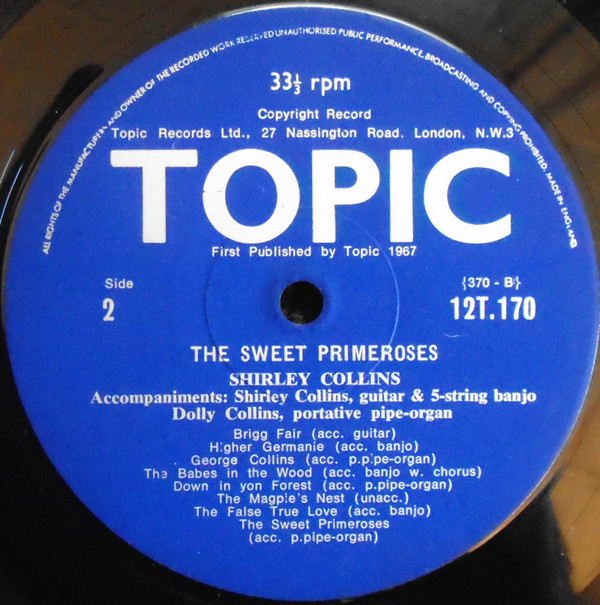 ALL RIGHTS OF THE MANUFACTURER AND OWNER OF THE RECORDED WORK RESERVED UNAUTHORISED PUBLIC PERFORMANCE, BROADCASTING AND COPYING PROHIBITED. MADE IN ENGLAND
33⅓ rpm
Copyright Record
Topic Records Ltd., 27 Nassington Road. London, N.W.3
TOPIC
First Published by Topic 1967
Side
2
{370 - B}
12T.170
THE SWEET PRIMEROSES
SHIRLEY COLLINS
Accompaniments: Shirley Collins, guitar & 5-string banjo
Dolly Collins, portative pipe-organ
Brigg Fair (acc. guitar)
Higher Germanie (acc. banjo)
George Collins (acc. p.pipe-organ)
The Babes in the Wood (acc. banjo w. chorus)
Down in yon Forest (acc. p.pipe-organ)
The Magpie's Nest (unacc.)
The False True Love (acc. banjo)
The Sweet Primeroses
(acc. p.pipe-organ)